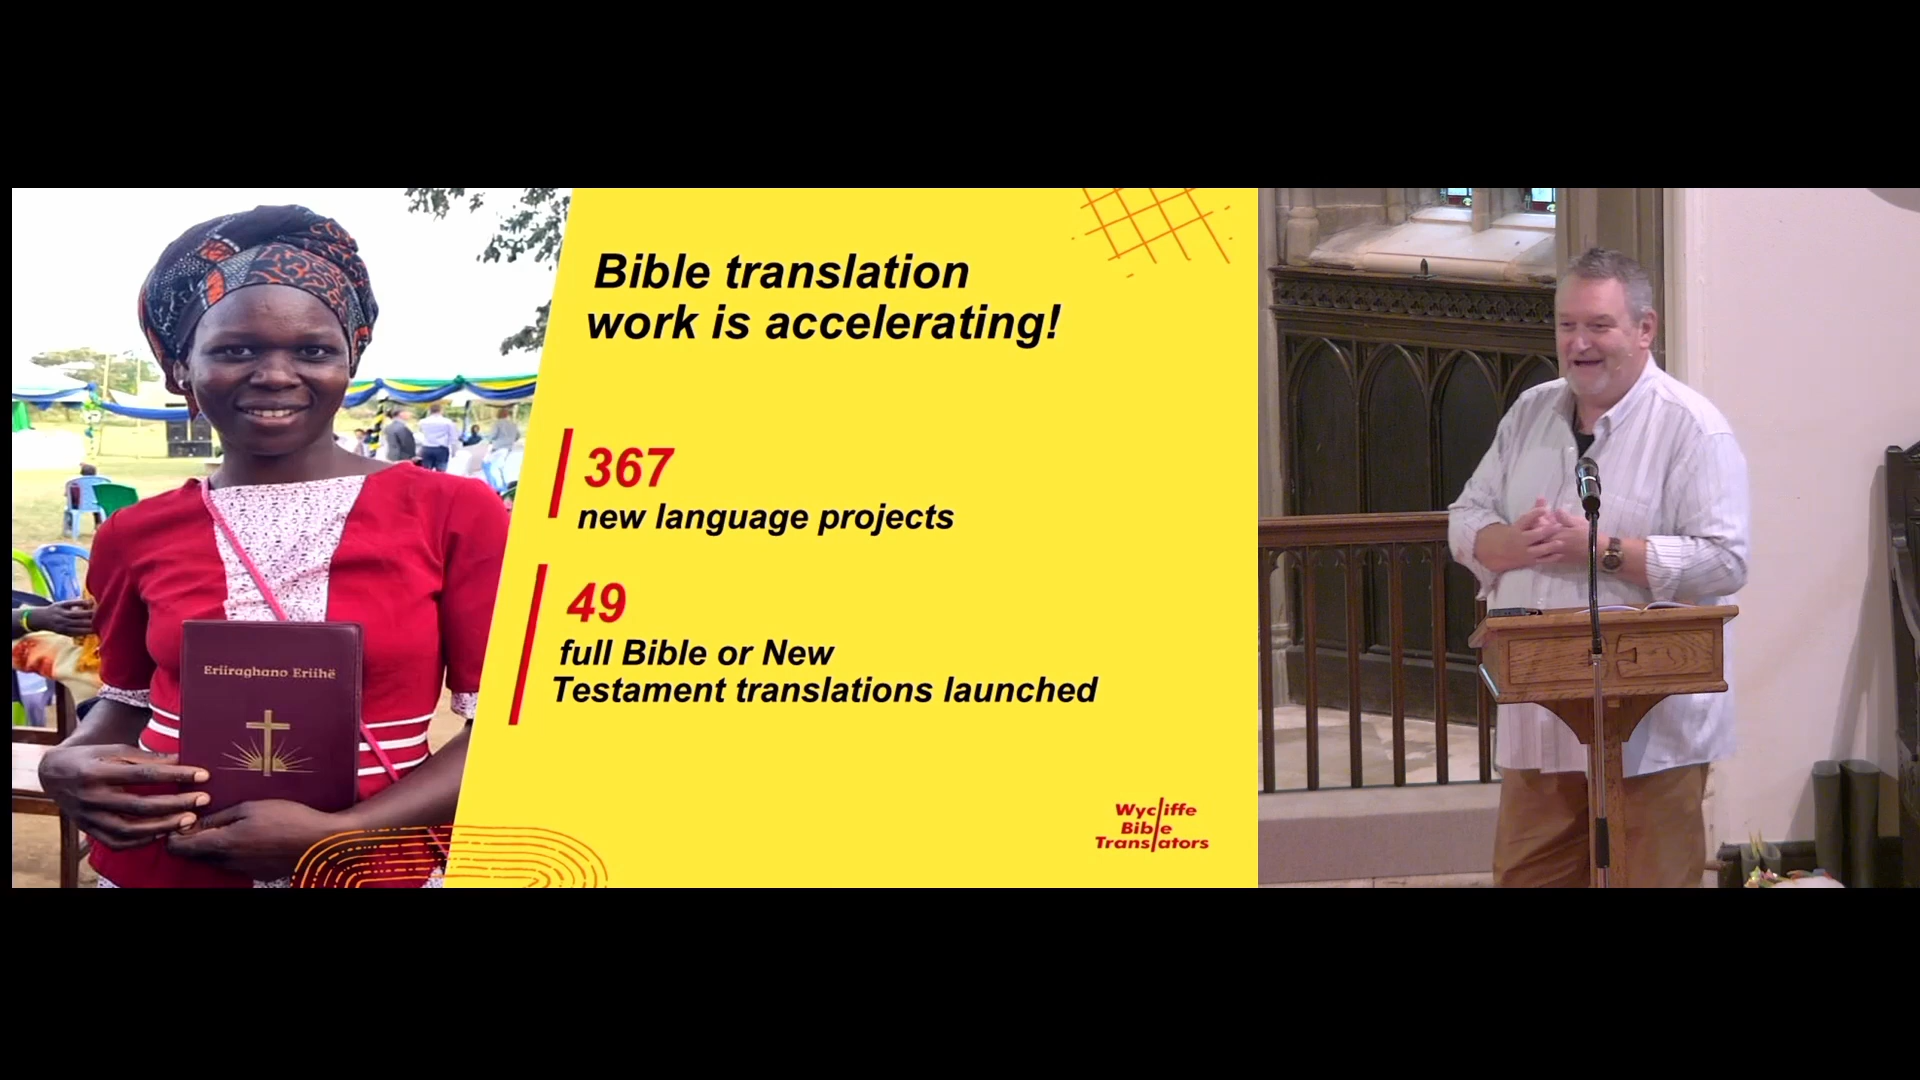 Bible translation
work is accelerating!
367
new language projects
49
full Bible or New
Testament translations launched
Eriiraghano Eriihë
Wycliffe
Bible
Translators